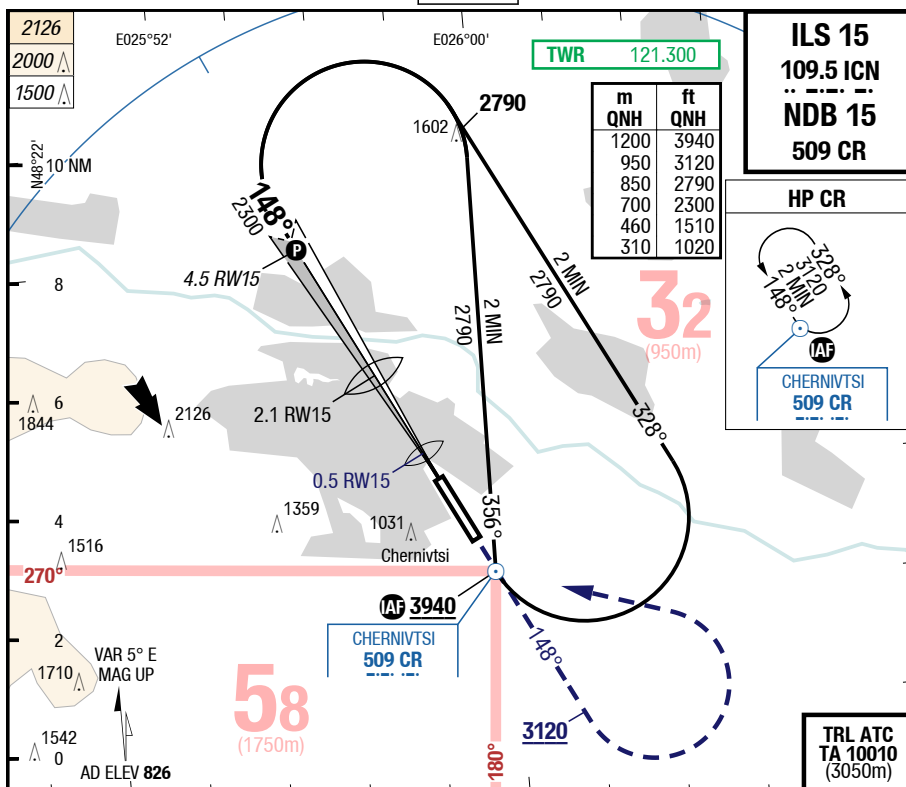 2126
2000
1500
E025°52'
E026°00'
TWR 121.300
ILS 15
109.5 ICN
NDB 15
509 CR
m ft
QNH QNH
1200 3940
950 3120
850 2790
700 2300
460 1510
310 1020
HP CR
328°
3120
2 MIN
148°
IAF
CHERNIVTSI
509 CR
N48°22'
10 NM
8
6
4
2
0
1602
2790
148°
2300
P
4.5 RW15
2 MIN
2790
2 MIN
2790
32
(950m)
328°
356°
1844
2126
2.1 RW15
0.5 RW15
1359
1031
Chernivtsi
1516
270°
IAF 3940
CHERNIVTSI
509 CR
148°
3120
1710
VAR 5° E
MAG UP
1542
AD ELEV 826
58
(1750m)
180°
TRL ATC
TA 10010
(3050m)